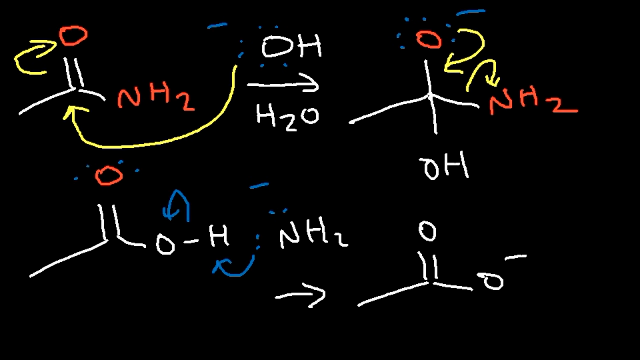 O OH O
NH2 H2O NH2
OH
O
O-H NH2 O
O-